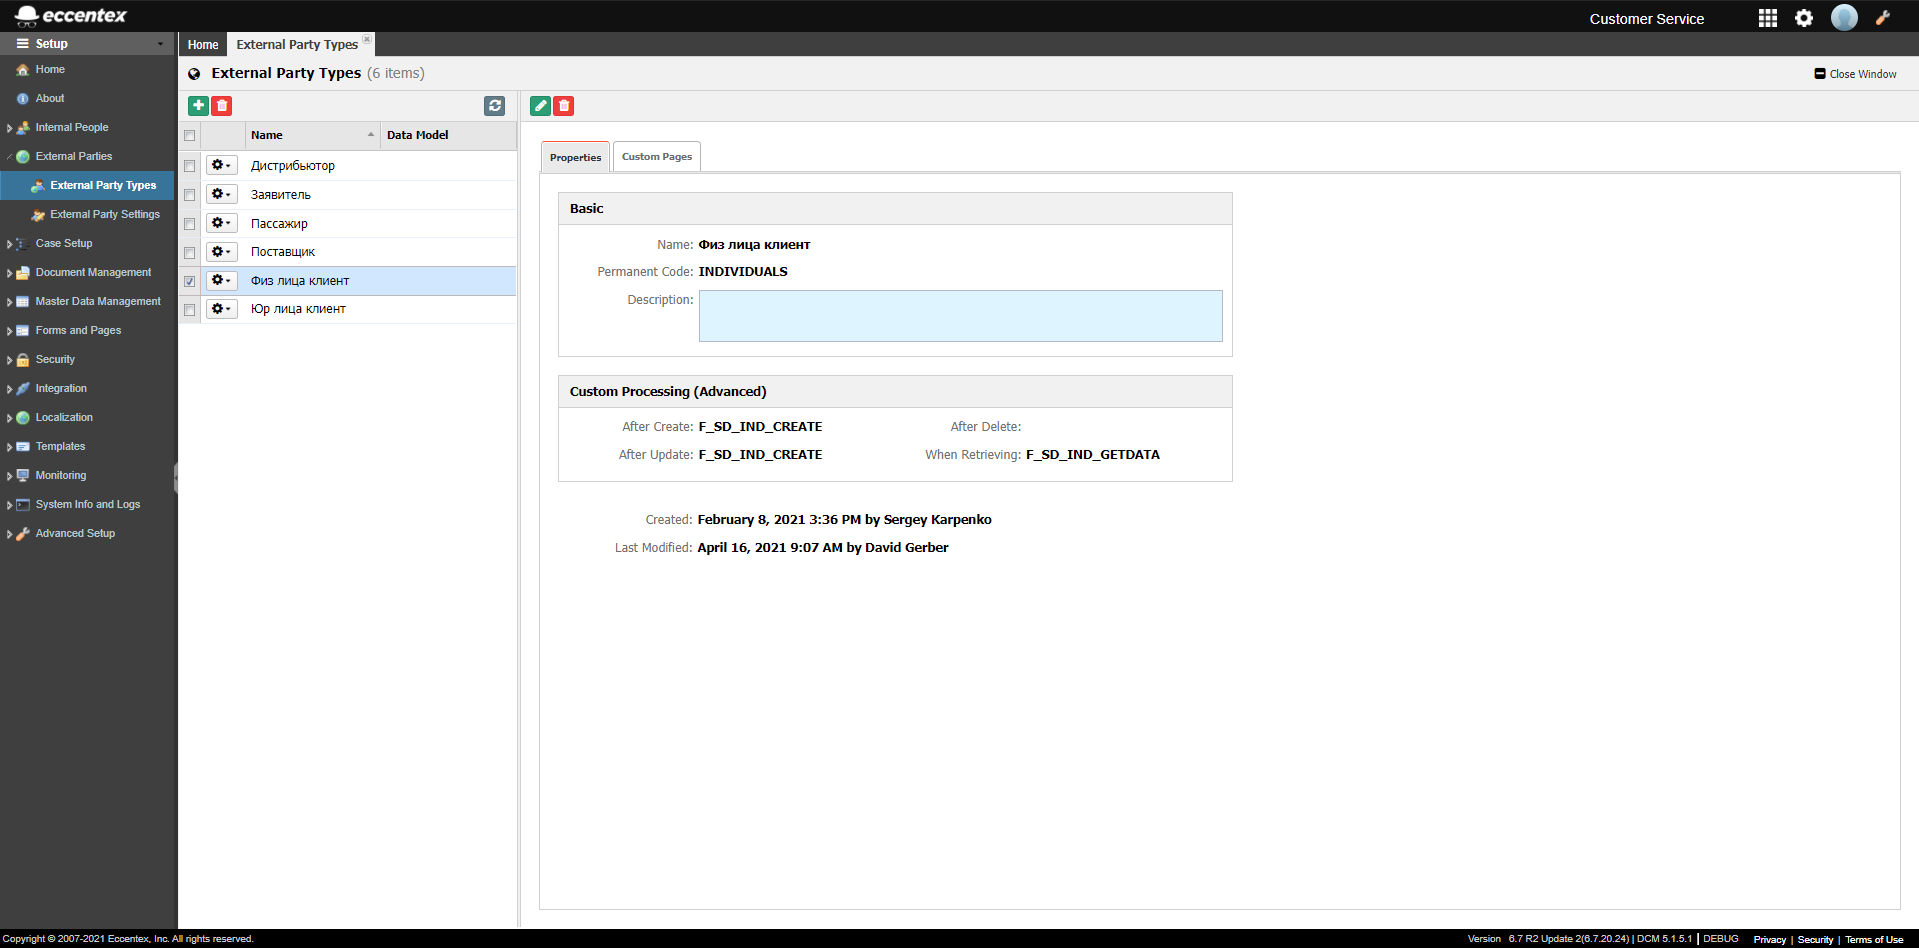 eccentex
Customer Service
Setup
Home
External Party Types
External Party Types (6 items)
Close Window
Home
About
Internal People
External Parties
External Party Types
External Party Settings
Case Setup
Document Management
Master Data Management
Forms and Pages
Security
Integration
Localization
Templates
Monitoring
System Info and Logs
Advanced Setup
Name
Data Model
Дистрибьютор
Заявитель
Пассажир
Поставщик
Физ лица клиент
Юр лица клиент
Properties
Custom Pages
Basic
Name: Физ лица клиент
Permanent Code: INDIVIDUALS
Description:
Custom Processing (Advanced)
After Create: F_SD_IND_CREATE
After Delete:
After Update: F_SD_IND_CREATE
When Retrieving: F_SD_IND_GETDATA
Created: February 8, 2021 3:36 PM by Sergey Karpenko
Last Modified: April 16, 2021 9:07 AM by David Gerber
Copyright © 2007-2021 Eccentex, Inc. All rights reserved.
Version 6.7 R2 Update 2(6.7.20.24) | DCM 5.1.5.1 | DEBUG Privacy | Security | Terms of Use